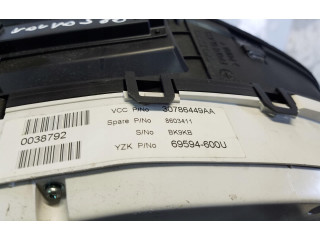 VCC P/No 30786449AA
Spare P/No 8603411
S/No BK9KB
YZK P/No 69594-600U
0038792